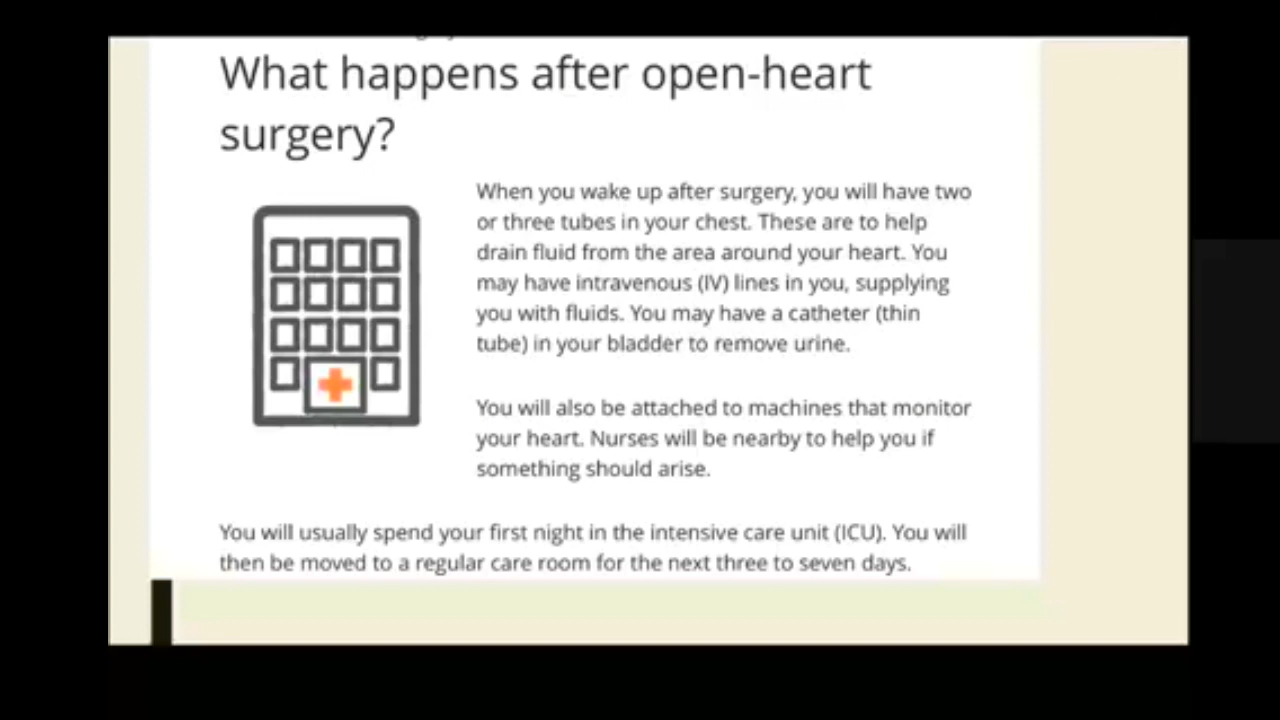 What happens after open-heart
surgery?
When you wake up after surgery, you will have two
or three tubes in your chest. These are to help
drain fluid from the area around your heart. You
may have intravenous (IV) lines in you, supplying
you with fluids. You may have a catheter (thin
tube) in your bladder to remove urine.
You will also be attached to machines that monitor
your heart. Nurses will be nearby to help you if
something should arise.
You will usually spend your first night in the intensive care unit (ICU). You will
then be moved to a regular care room for the next three to seven days.